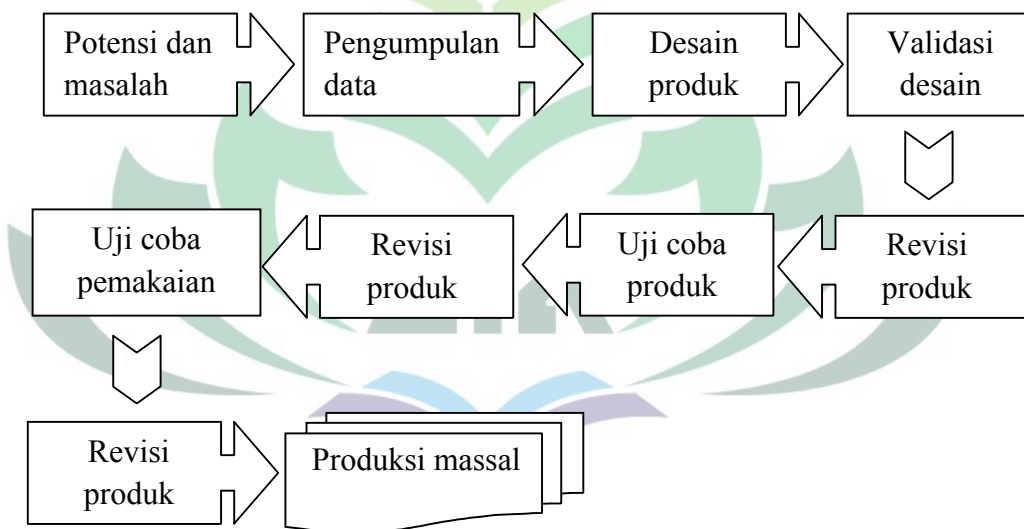 Potensi dan
masalah
Pengumpulan
data
Desain
produk
Validasi
desain
Revisi
produk
Uji coba
produk
Revisi
produk
Uji coba
pemakaian
Revisi
produk
Produksi massal